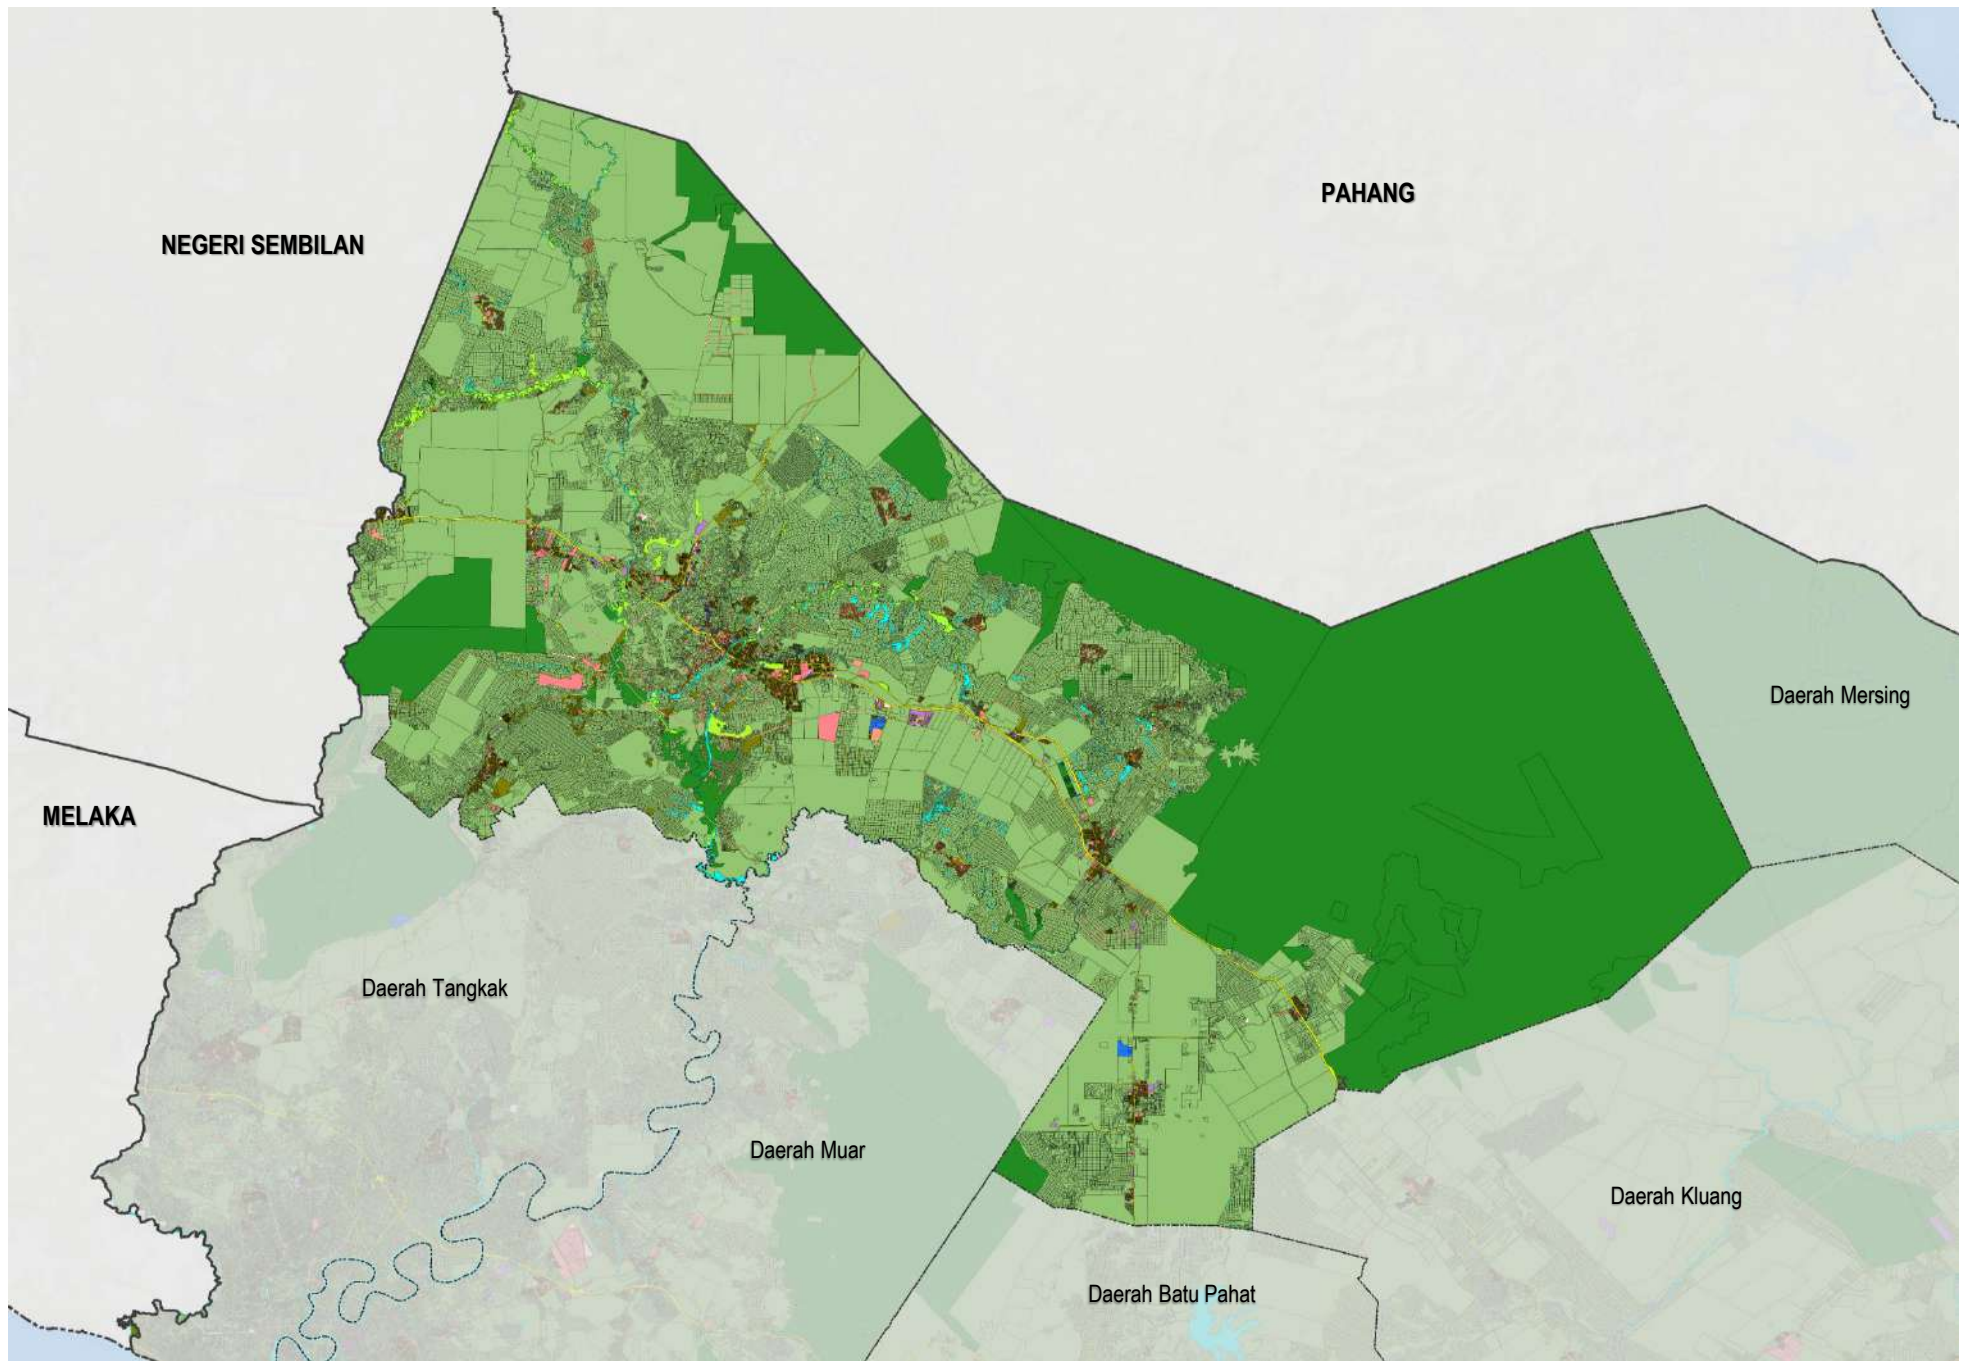 PAHANG
NEGERI SEMBILAN
Daerah Mersing
MELAKA
Daerah Tangkak
Daerah Muar
Daerah Kluang
Daerah Batu Pahat